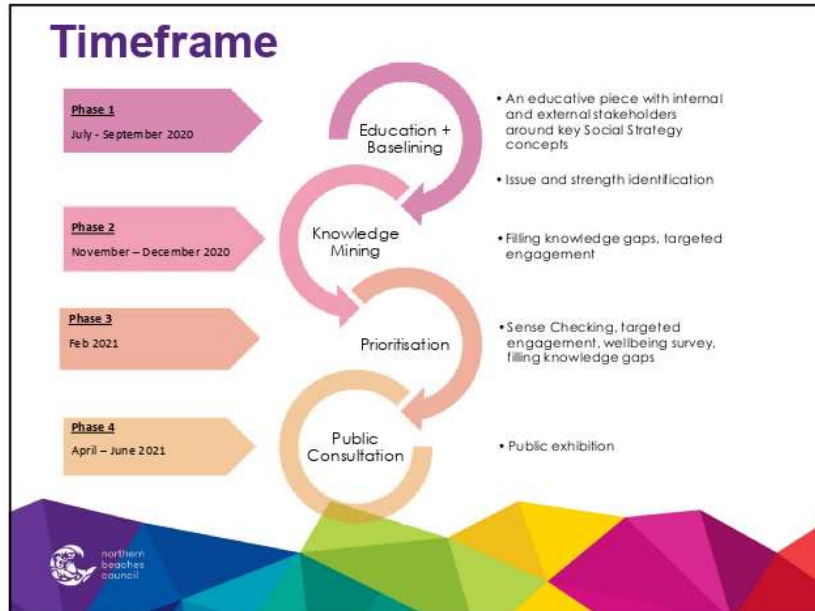 Timeframe
Phase 1
July - September 2020
Education +
Baselining
• An educative piece with internal
and external stakeholders
around key Social Strategy
concepts
• Issue and strength identification
Phase 2
November – December 2020
Knowledge
Mining
• Filling knowledge gaps, targeted
engagement
Phase 3
Feb 2021
Prioritisation
• Sense Checking, targeted
engagement, wellbeing survey,
filling knowledge gaps
Phase 4
April – June 2021
Public
Consultation
• Public exhibition
northern
beaches
council